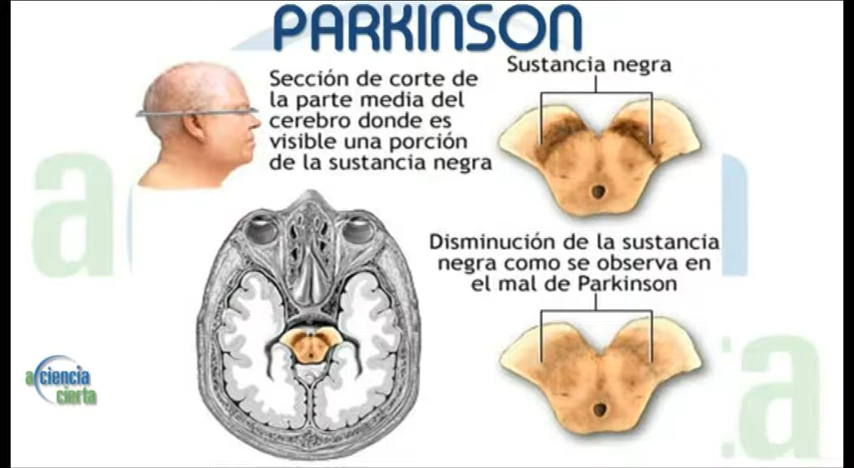 PARKINSON
Sección de corte de
la parte media del
cerebro donde es
visible una porción
de la sustancia negra
Sustancia negra
Disminución de la sustancia
negra como se observa en
el mal de Parkinson
a ciencia
cierta
a
a
ta